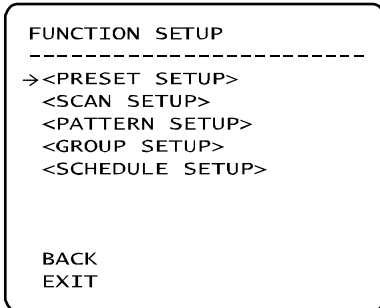 FUNCTION SETUP
--------------------------
→<PRESET SETUP>
<SCAN SETUP>
<PATTERN SETUP>
<GROUP SETUP>
<SCHEDULE SETUP>
BACK
EXIT